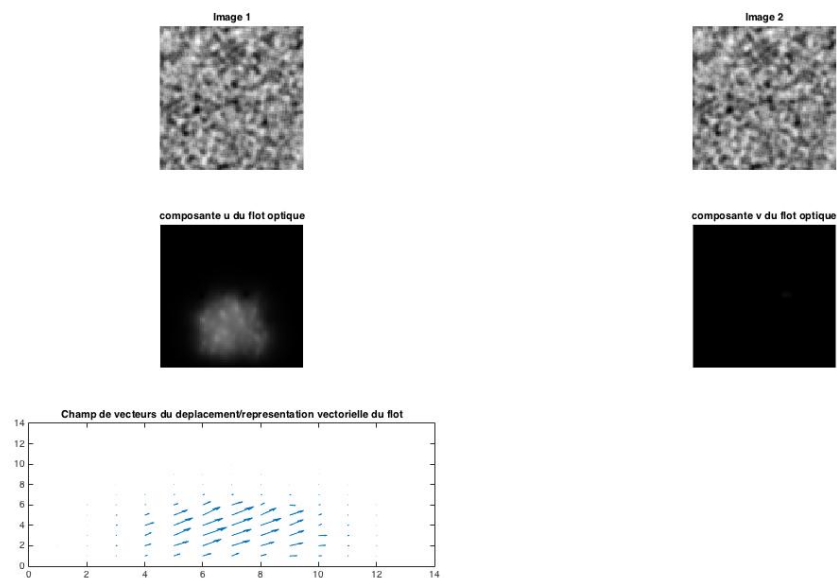 Image 1
Image 2
composante u du flot optique
composante v du flot optique
Champ de vecteurs du deplacement/representation vectorielle du flot
14
12
10
8
6
4
2
0
0 2 4 6 8 10 12 14